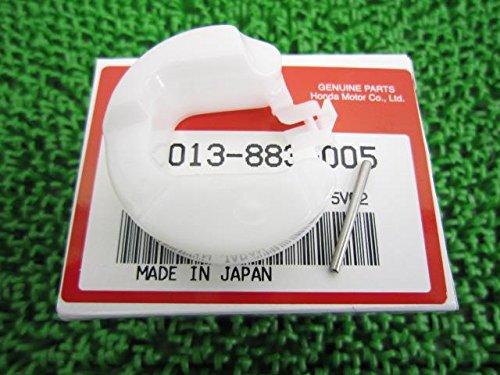 GENUINE PARTS
Honda Motor Co., Ltd.
013-883-005
MADE IN JAPAN